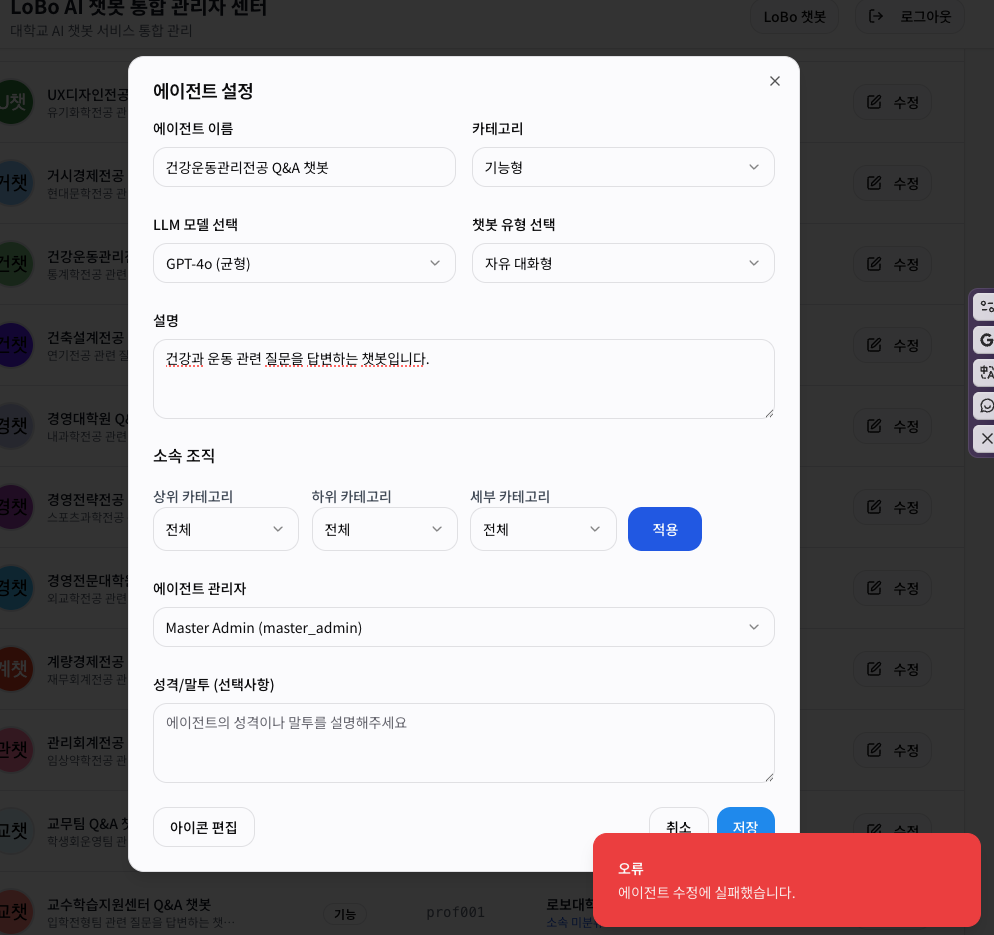 LoBo AI 챗봇 통합 관리자 센터
대학교 AI 챗봇 서비스 통합 관리
LoBo 챗봇
로그아웃
에이전트 설정
에이전트 이름
카테고리
건강운동관리전공 Q&A 챗봇
기능형
LLM 모델 선택
챗봇 유형 선택
GPT-4o (균형)
자유 대화형
설명
건강과 운동 관련 질문을 답변하는 챗봇입니다.
소속 조직
상위 카테고리
하위 카테고리
세부 카테고리
전체
전체
전체
적용
에이전트 관리자
Master Admin (master_admin)
성격/말투 (선택사항)
에이전트의 성격이나 말투를 설명해주세요
아이콘 편집
취소
저장
오류
에이전트 수정에 실패했습니다.
U챗
UX디자인전공
유기화학전공 관
수정
거챗
거시경제전공
현대문학전공 관
수정
건챗
건강운동관리
통계학전공 관련
수정
건챗
건축설계전공
연기전공 관련 질
수정
경챗
경영대학원 Q&
내과학전공 관련
수정
경챗
경영전략전공
스포츠과학전공
수정
경챗
경영전문대학원
외교학전공 관련
수정
계챗
계량경제전공
재무회계전공 관
수정
관챗
관리회계전공
임상약학전공 관
수정
교챗
교무팀 Q&A 챗
학생회운영팀 관
수정
교챗
교수학습지원센터 Q&A 챗봇
입학전형팀 관련 질문을 답변하는 챗…
기능
prof001
로보대학
소속 미분류